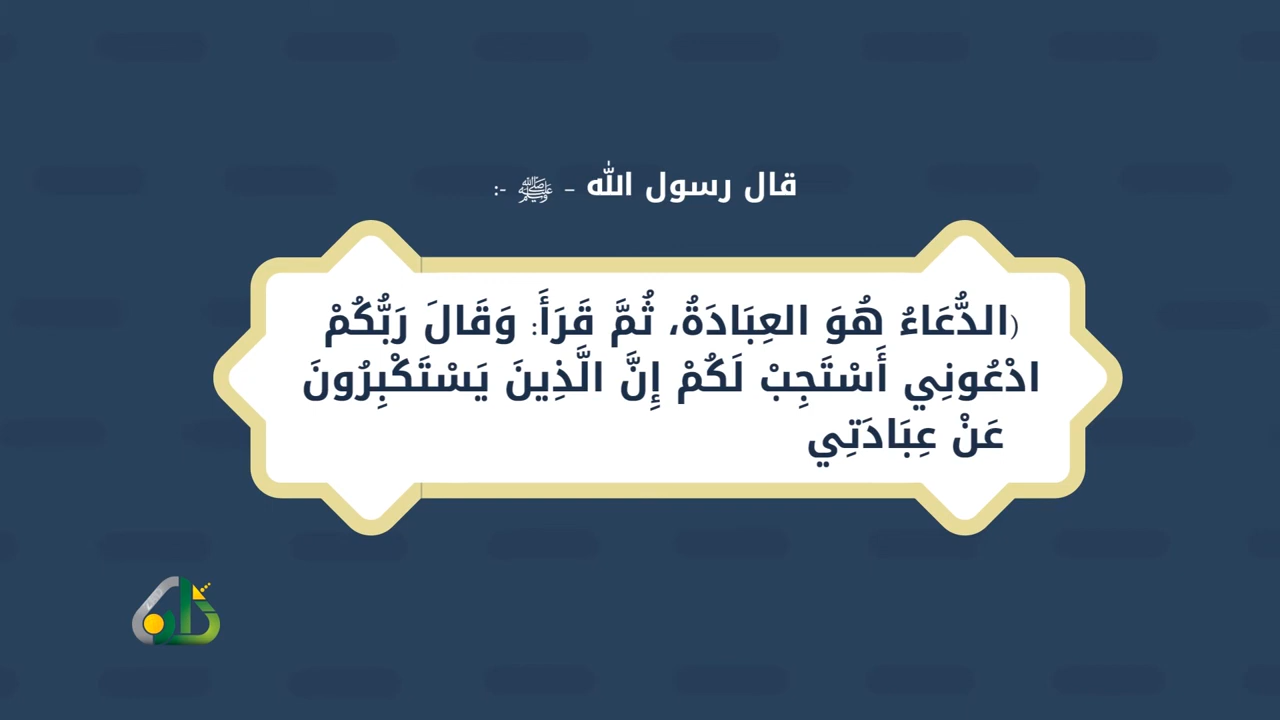 قال رسول الله – ﷺ -:
(الدُّعَاءُ هُوَ العِبَادَةُ، ثُمَّ قَرَأَ: وَقَالَ رَبُّكُمْ
ادْعُونِي أَسْتَجِبْ لَكُمْ إِنَّ الَّذِينَ يَسْتَكْبِرُونَ
عَنْ عِبَادَتِي